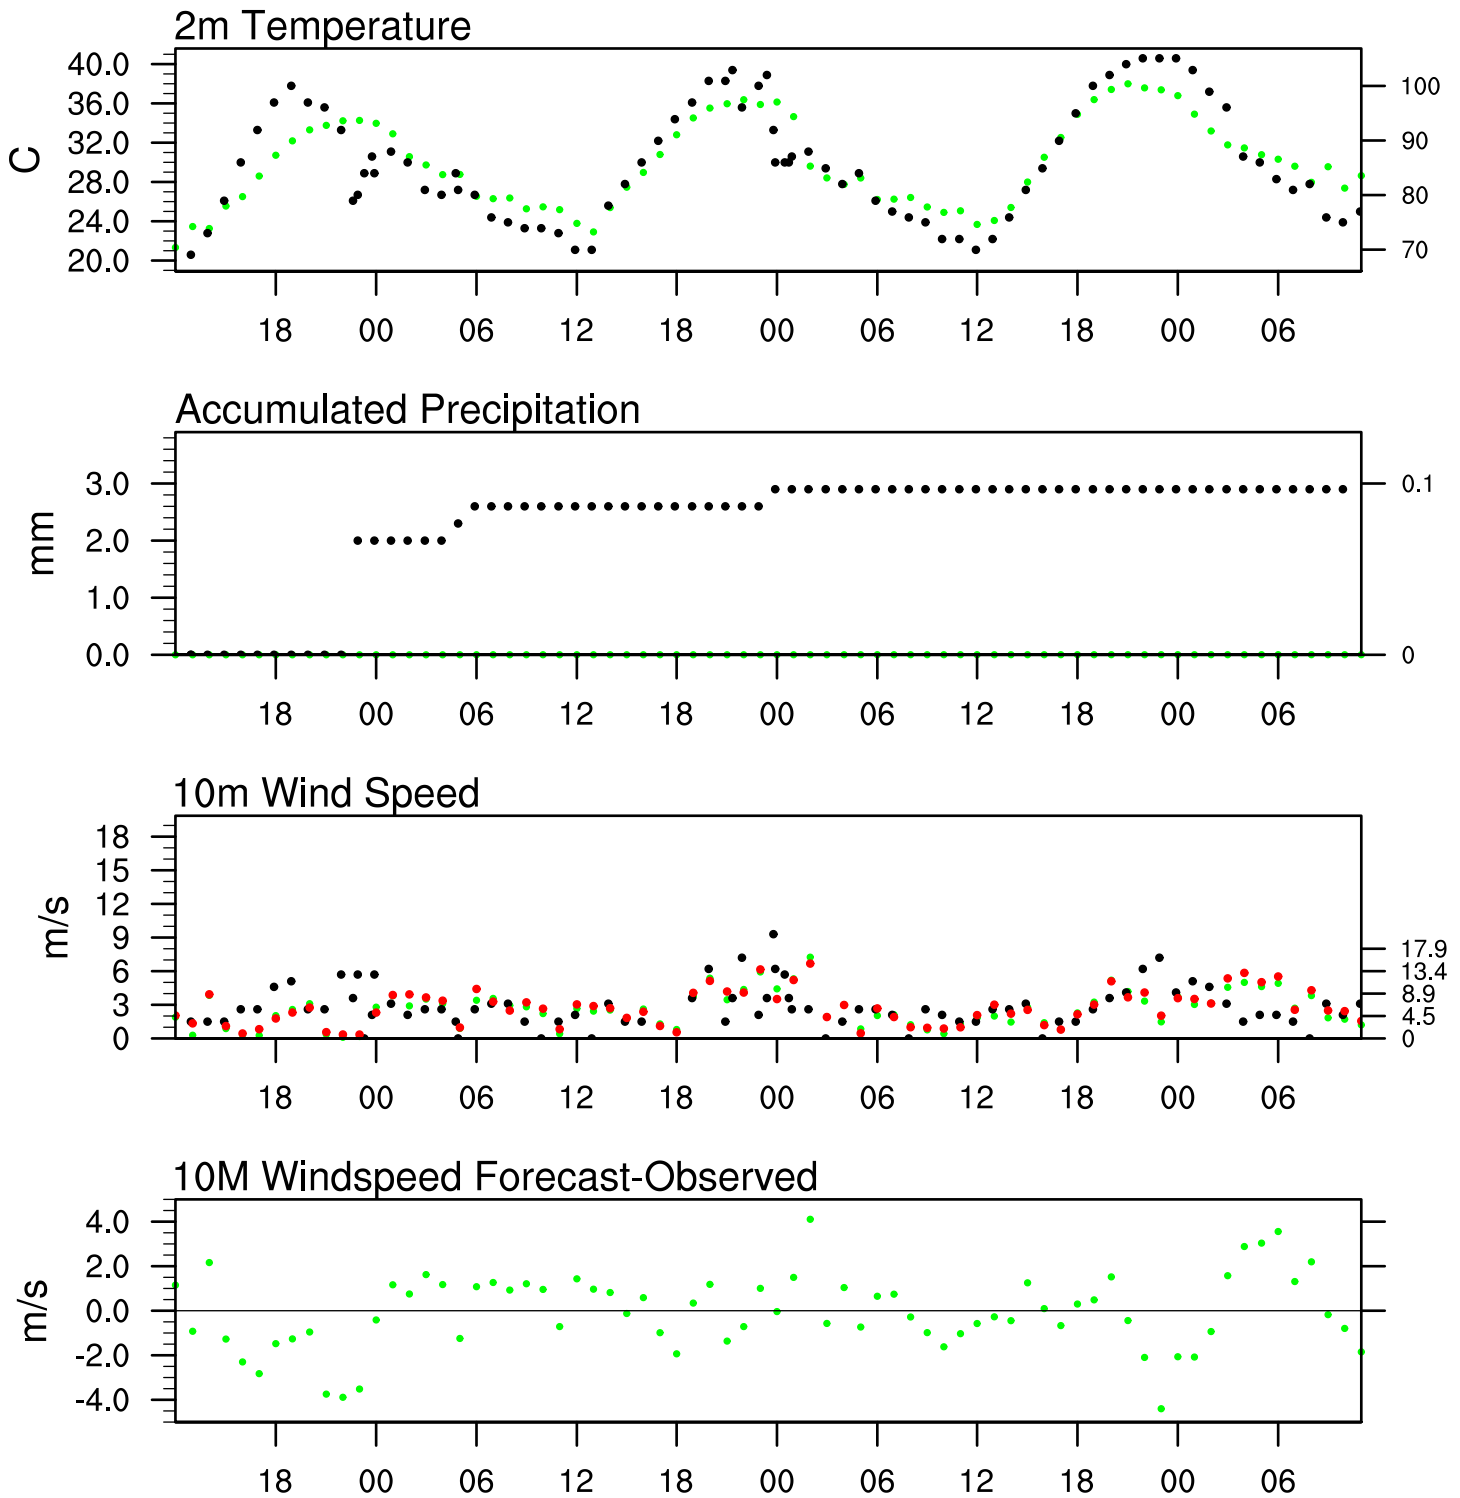 2m Temperature
C
40.0
36.0
32.0
28.0
24.0
20.0
100
90
80
70
18 00 06 12 18 00 06 12 18 00 06
Accumulated Precipitation
mm
3.0
2.0
1.0
0.0
0.1
0
18 00 06 12 18 00 06 12 18 00 06
10m Wind Speed
m/s
18
15
12
9
6
3
0
17.9
13.4
8.9
4.5
0
18 00 06 12 18 00 06 12 18 00 06
10M Windspeed Forecast-Observed
m/s
4.0
2.0
0.0
-2.0
-4.0
18 00 06 12 18 00 06 12 18 00 06